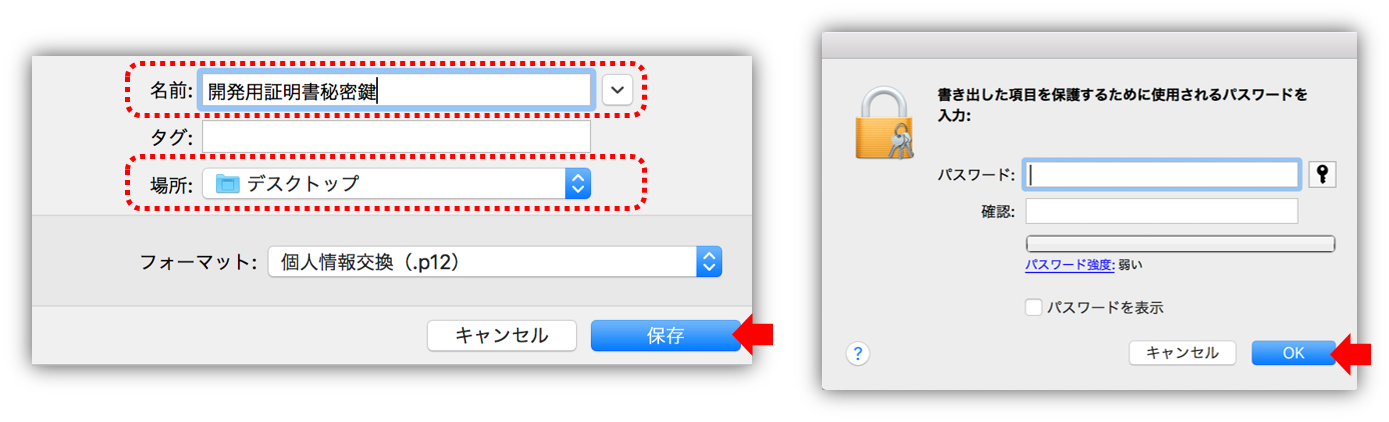 名前: 開発用証明書秘密鍵
タグ:
場所: デスクトップ
フォーマット: 個人情報交換（.p12）
キャンセル 保存
書き出した項目を保護するために使用されるパスワードを
入力:
パスワード:
確認:
パスワード強度: 弱い
パスワードを表示
? キャンセル OK